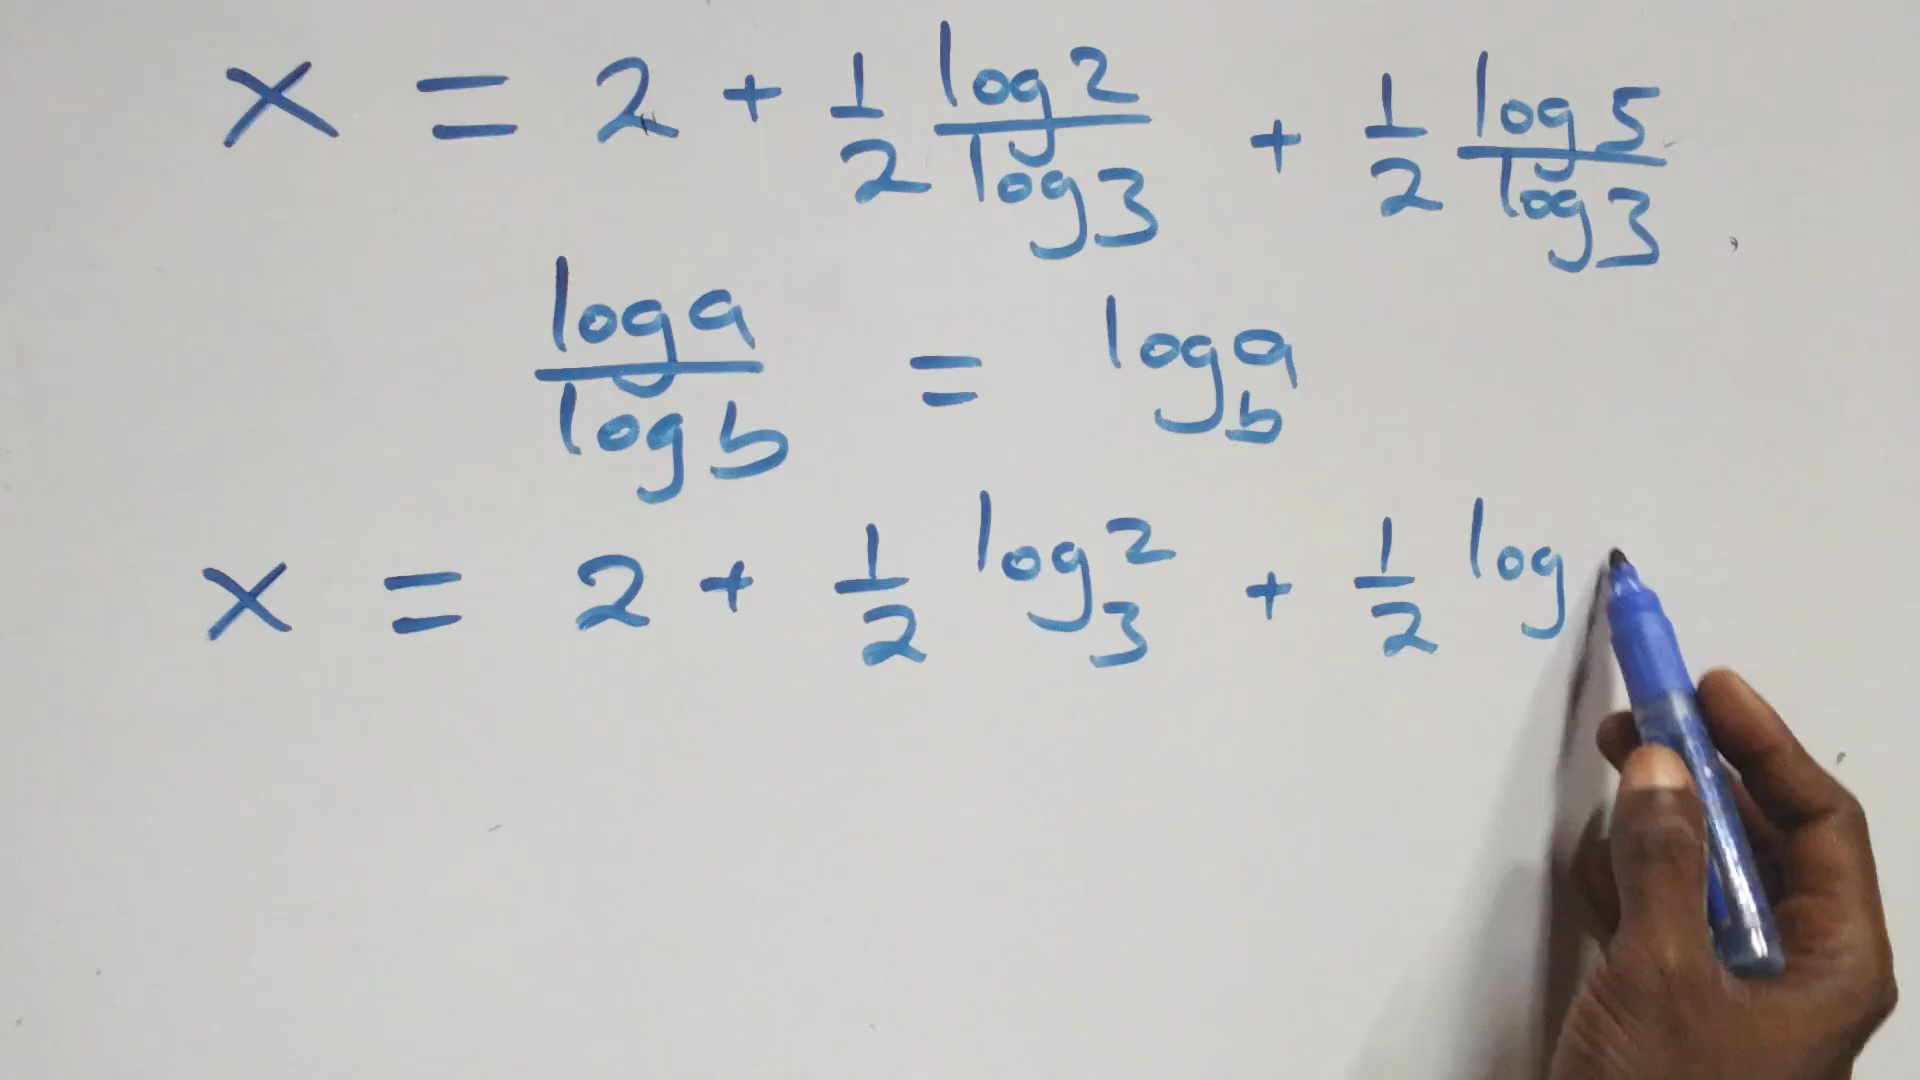 x = 2 + 1/2 log2/log3 + 1/2 log5/log3
loga/logb = log_b a
x = 2 + 1/2 log_3 2 + 1/2 log